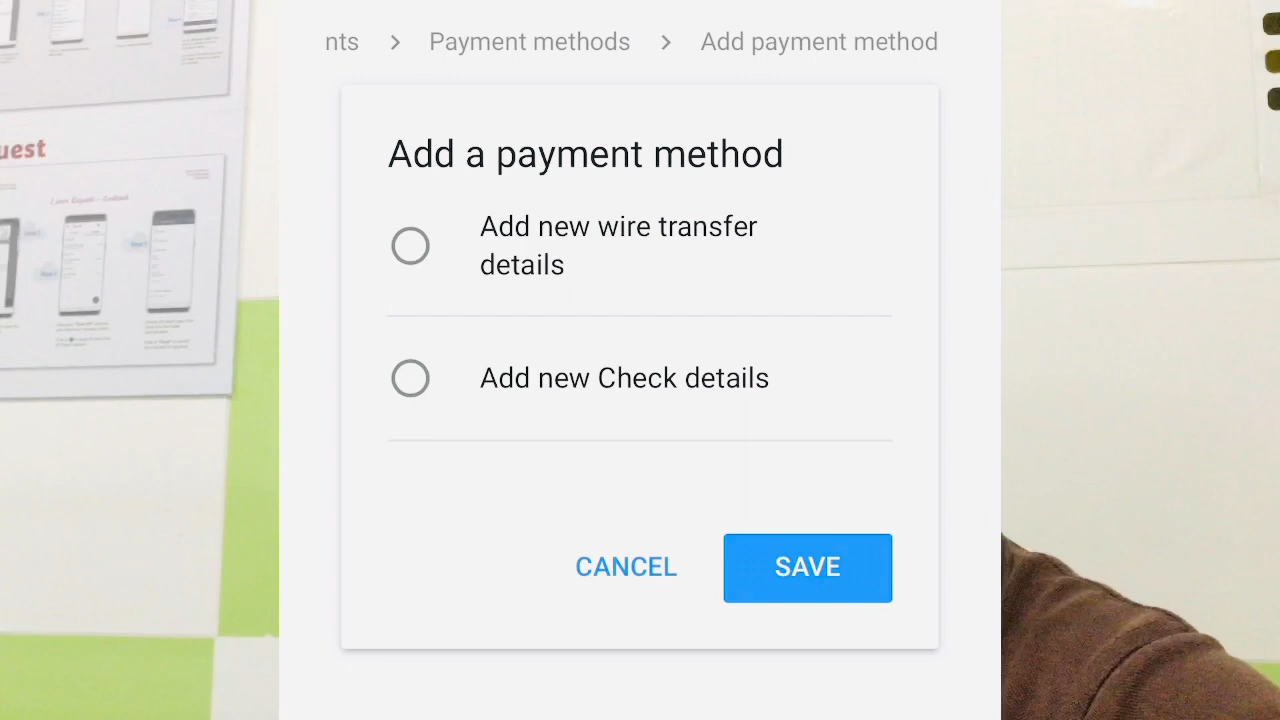 nts > Payment methods > Add payment method
Add a payment method
Add new wire transfer
details
Add new Check details
CANCEL
SAVE
uest